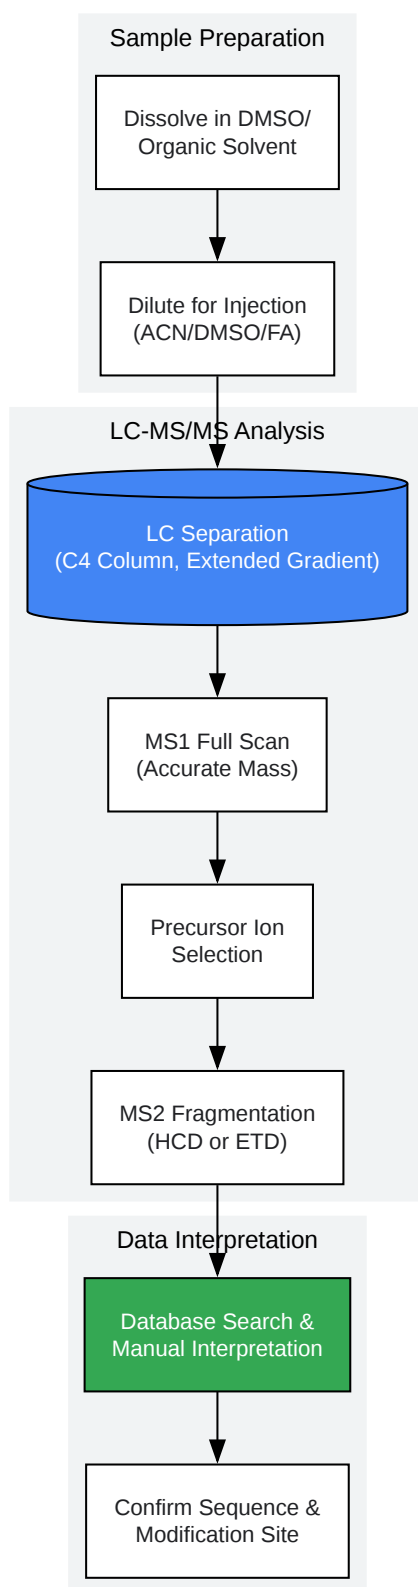 Sample Preparation
Dissolve in DMSO/
Organic Solvent
Dilute for Injection
(ACN/DMSO/FA)
LC-MS/MS Analysis
LC Separation
(C4 Column, Extended Gradient)
MS1 Full Scan
(Accurate Mass)
Precursor Ion
Selection
MS2 Fragmentation
(HCD or ETD)
Data Interpretation
Database Search &
Manual Interpretation
Confirm Sequence &
Modification Site